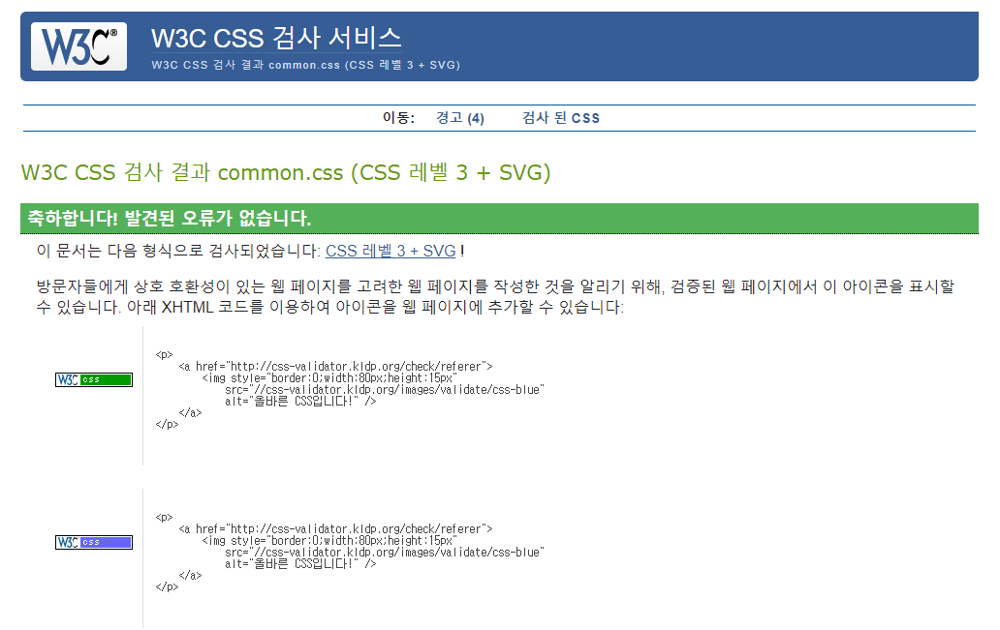 W3C®
W3C CSS 검사 서비스
W3C CSS 검사 결과 common.css (CSS 레벨 3 + SVG)
이동: 경고 (4) 검사 된 CSS
W3C CSS 검사 결과 common.css (CSS 레벨 3 + SVG)
축하합니다! 발견된 오류가 없습니다.
이 문서는 다음 형식으로 검사되었습니다: CSS 레벨 3 + SVG !
방문자들에게 상호 호환성이 있는 웹 페이지를 고려한 웹 페이지를 작성한 것을 알리기 위해, 검증된 웹 페이지에서 이 아이콘을 표시할
수 있습니다. 아래 XHTML 코드를 이용하여 아이콘을 웹 페이지에 추가할 수 있습니다:
W3C css
<p>
<a href="http://css-validator.kldp.org/check/referer">
<img style="border:0;width:80px;height:15px"
src="//css-validator.kldp.org/images/validate/css-blue"
alt="올바른 CSS입니다!" />
</a>
</p>
W3C css
<p>
<a href="http://css-validator.kldp.org/check/referer">
<img style="border:0;width:80px;height:15px"
src="//css-validator.kldp.org/images/validate/css-blue"
alt="올바른 CSS입니다!" />
</a>
</p>